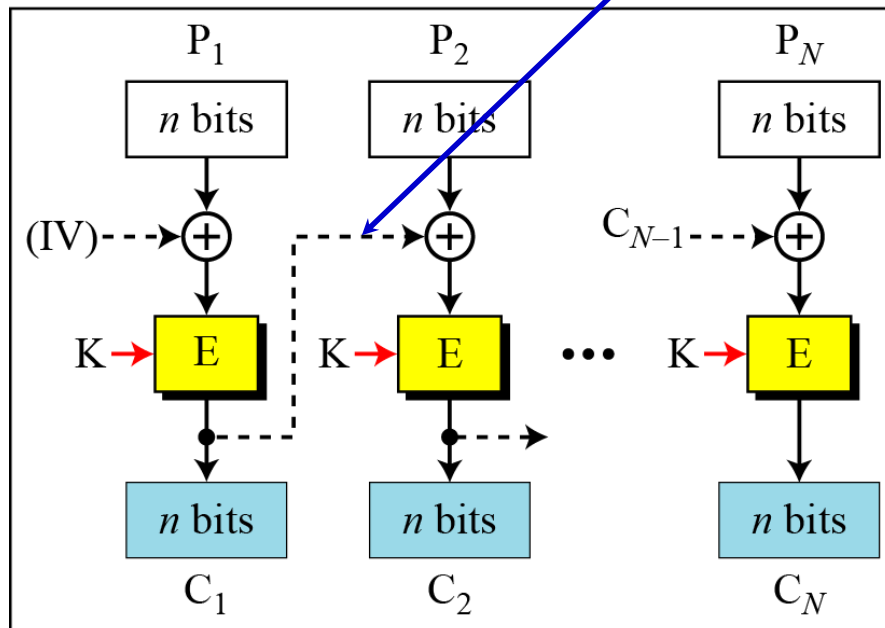 P1 P2 PN
n bits n bits n bits
(IV) CN–1
K E K E ••• K E
n bits n bits n bits
C1 C2 CN